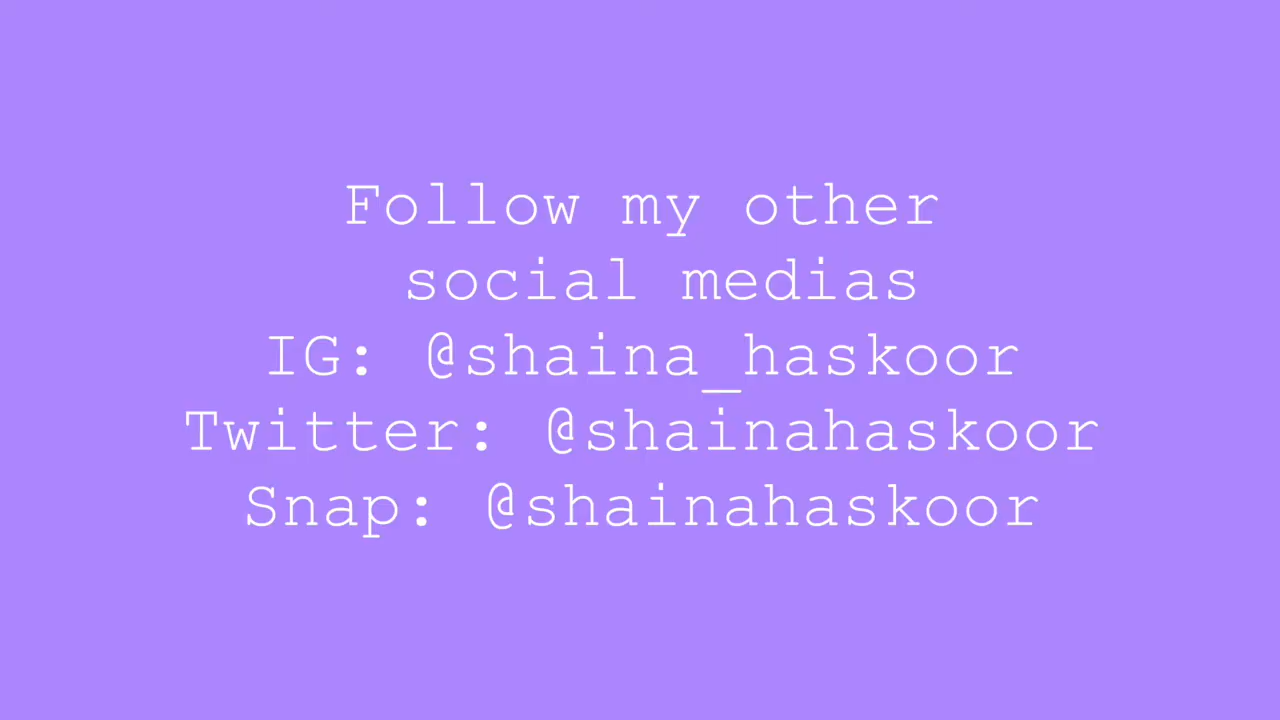 Follow my other
social medias
IG: @shaina_haskoor
Twitter: @shainahaskoor
Snap: @shainahaskoor